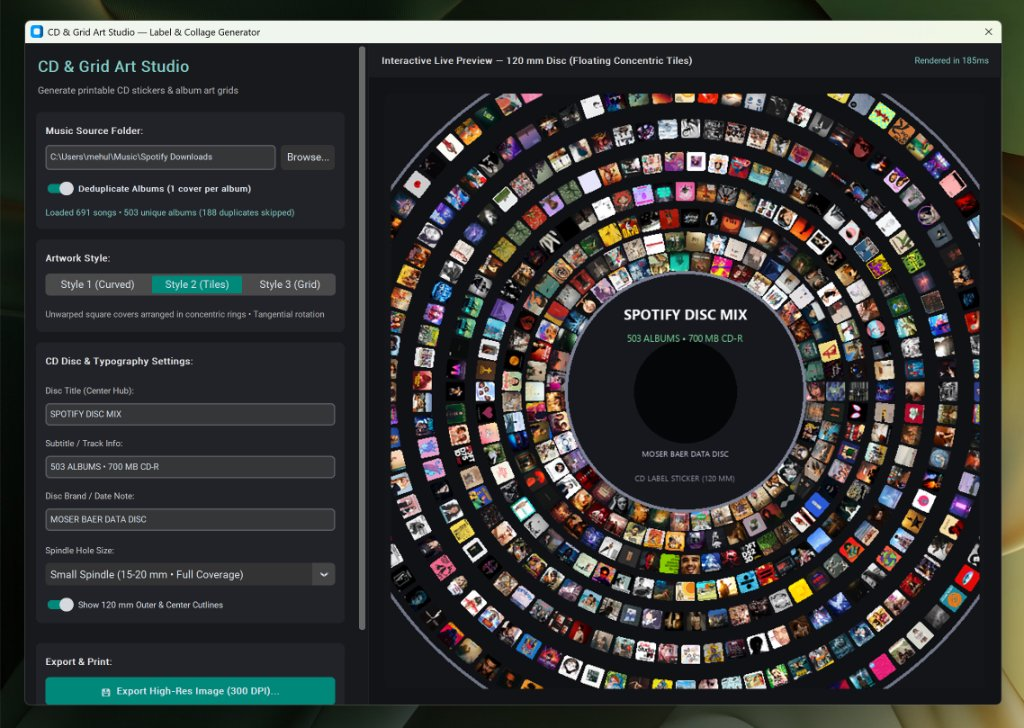 CD & Grid Art Studio — Label & Collage Generator
CD & Grid Art Studio
Generate printable CD stickers & album art grids
Music Source Folder:
C:\Users\mehul\Music\Spotify Downloads
Browse...
Deduplicate Albums (1 cover per album)
Loaded 691 songs • 503 unique albums (188 duplicates skipped)
Artwork Style:
Style 1 (Curved)
Style 2 (Tiles)
Style 3 (Grid)
Unwarped square covers arranged in concentric rings • Tangential rotation
CD Disc & Typography Settings:
Disc Title (Center Hub):
SPOTIFY DISC MIX
Subtitle / Track Info:
503 ALBUMS • 700 MB CD-R
Disc Brand / Date Note:
MOSER BAER DATA DISC
Spindle Hole Size:
Small Spindle (15-20 mm • Full Coverage)
Show 120 mm Outer & Center Cutlines
Export & Print:
Export High-Res Image (300 DPI)...
Interactive Live Preview — 120 mm Disc (Floating Concentric Tiles)
Rendered in 185ms
SPOTIFY DISC MIX
503 ALBUMS • 700 MB CD-R
MOSER BAER DATA DISC
CD LABEL STICKER (120 MM)